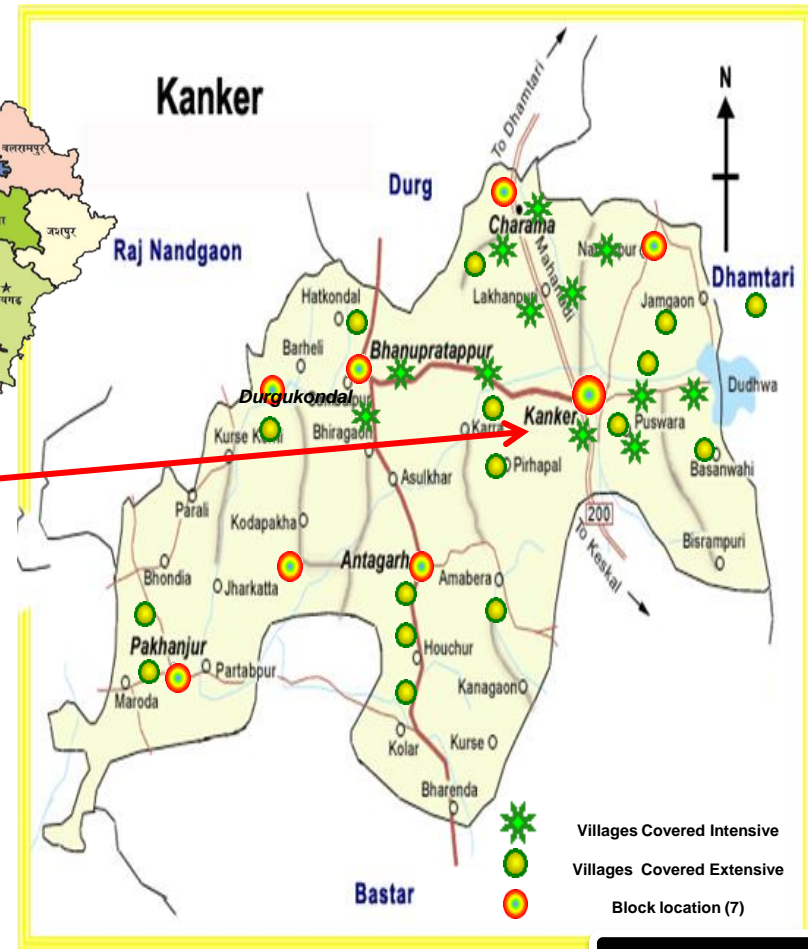 Kanker
N
To Dhamtari
बलरामपुर
जशपुर
Durg
Raj Nandgaon
Charama
Mahanadi
Dhamtari
Hatkondal
Lakhanpur
Jamgaon
Barheli
Bhanupratappur
Dudhwa
Durgukondal
Kanker
Puswara
Kurse
Bhiragaon
Karra
Pirhapal
Basanwahi
Asulkhar
Parali
Kodapakha
200
To Keskal
Bisrampuri
Bhondia
Antagarh
Amabera
Jharkatta
Pakhanjur
Partabpur
Houchur
Maroda
Kanagaon
Kolar
Kurse
Bharenda
Villages Covered Intensive
Villages Covered Extensive
Bastar
Block location (7)